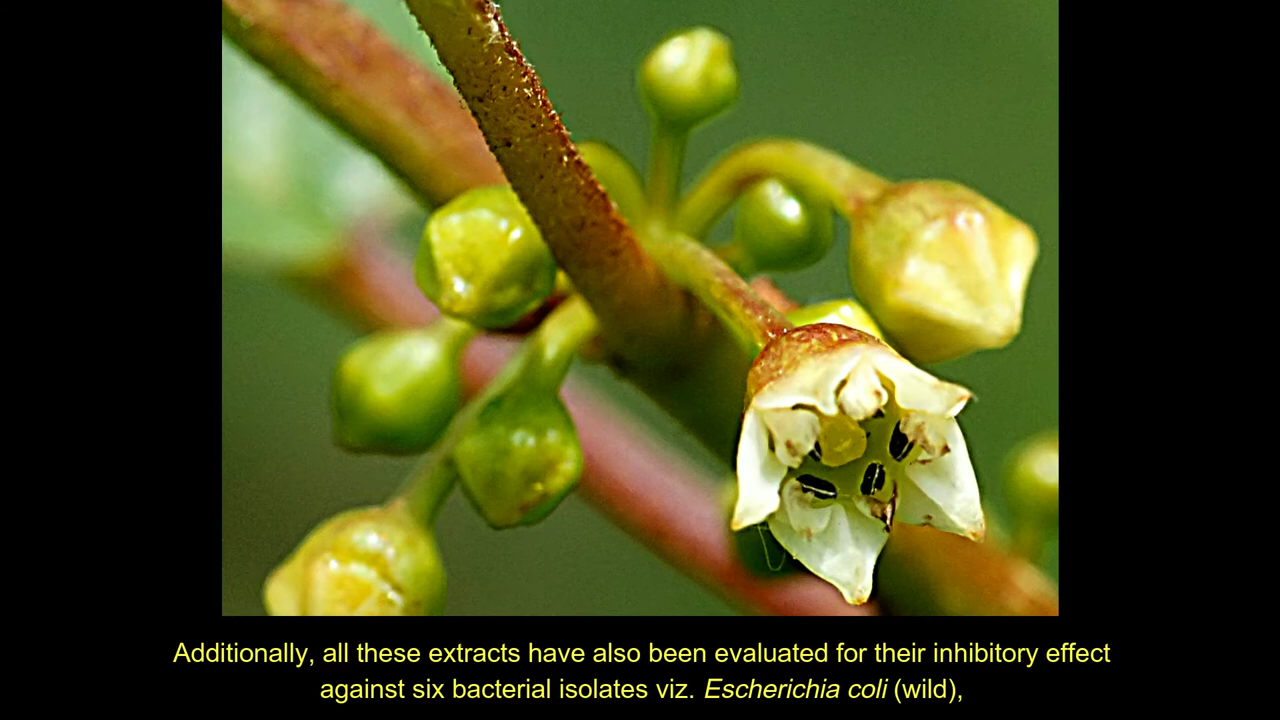 Additionally, all these extracts have also been evaluated for their inhibitory effect
against six bacterial isolates viz. Escherichia coli (wild),